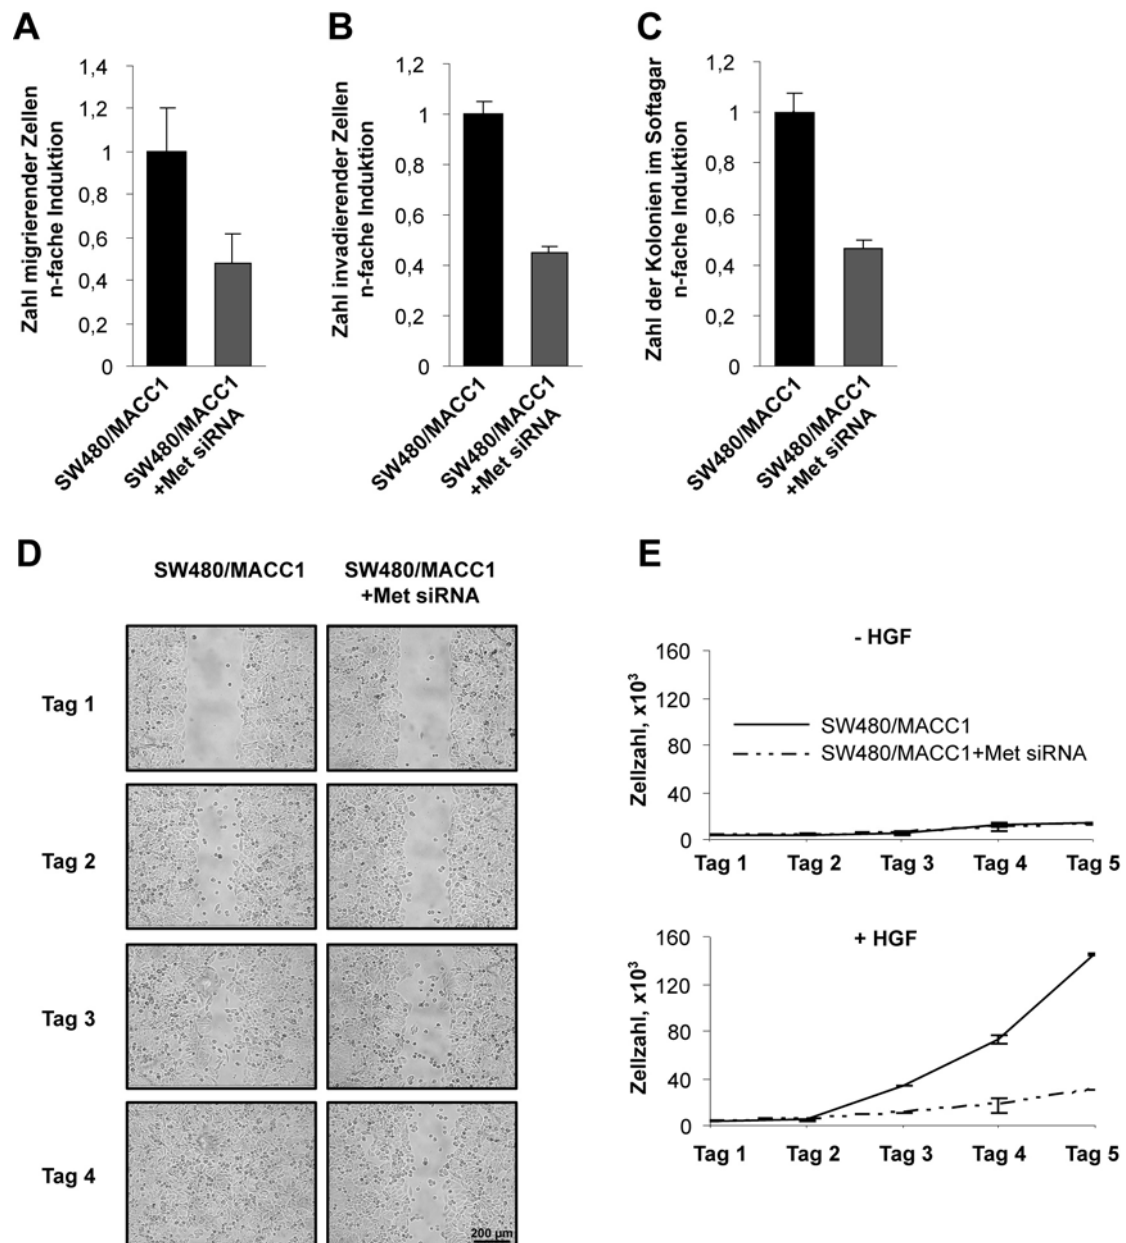 A
Zahl migrierender Zellen
n-fache Induktion
1,4
1,2
1
0,8
0,6
0,4
0,2
0
SW480/MACC1
SW480/MACC1
+Met siRNA
B
Zahl invadierender Zellen
n-fache Induktion
1,2
1
0,8
0,6
0,4
0,2
0
SW480/MACC1
SW480/MACC1
+Met siRNA
C
Zahl der Kolonien im Softagar
n-fache Induktion
1,2
1
0,8
0,6
0,4
0,2
0
SW480/MACC1
SW480/MACC1
+Met siRNA
D
SW480/MACC1
SW480/MACC1
+Met siRNA
Tag 1
Tag 2
Tag 3
Tag 4
200 µm
E
- HGF
Zellzahl, x10³
160
120
80
40
0
SW480/MACC1
SW480/MACC1+Met siRNA
Tag 1 Tag 2 Tag 3 Tag 4 Tag 5
+ HGF
Zellzahl, x10³
160
120
80
40
0
Tag 1 Tag 2 Tag 3 Tag 4 Tag 5